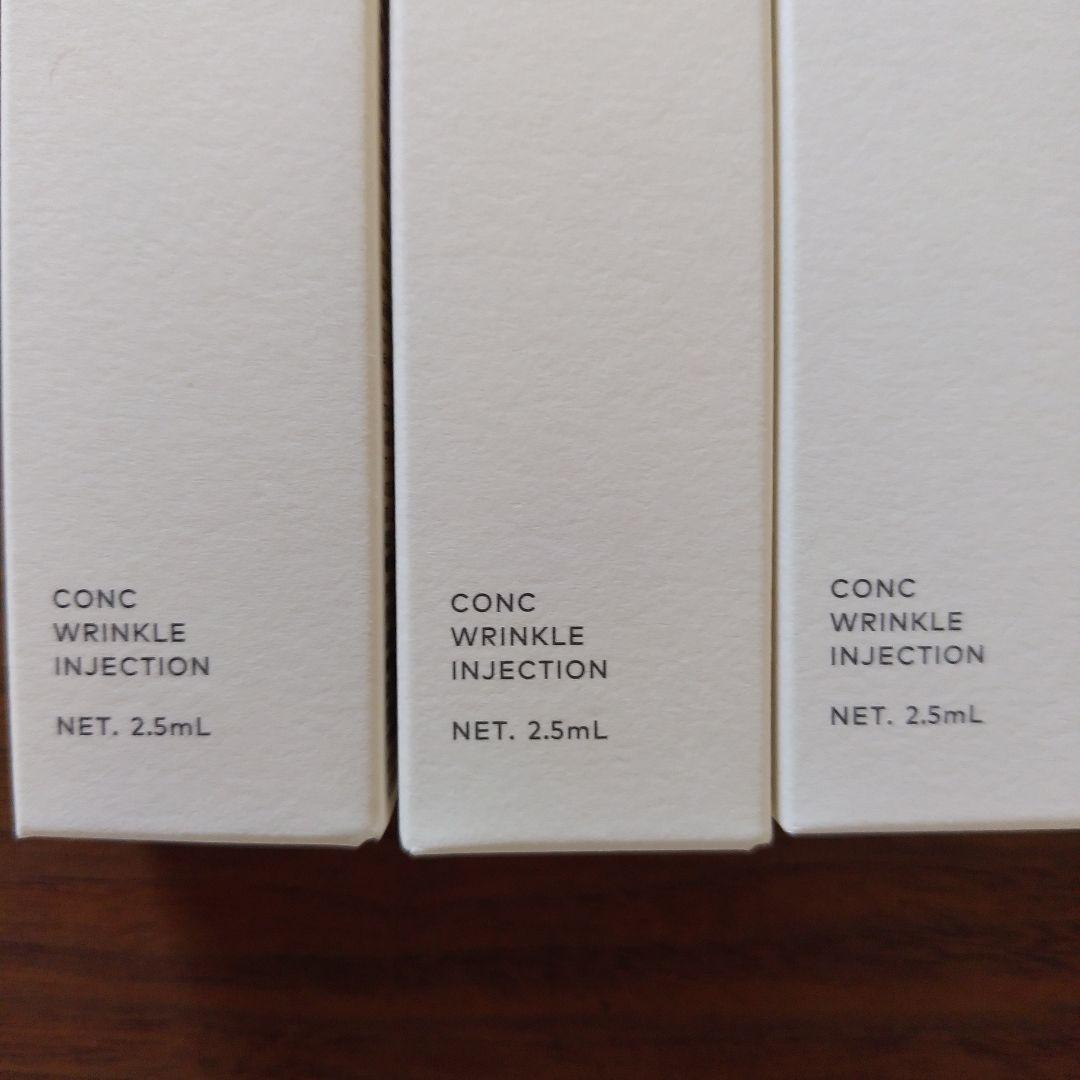 CONC
WRINKLE
INJECTION
NET. 2.5mL
CONC
WRINKLE
INJECTION
NET. 2.5mL
CONC
WRINKLE
INJECTION
NET. 2.5mL